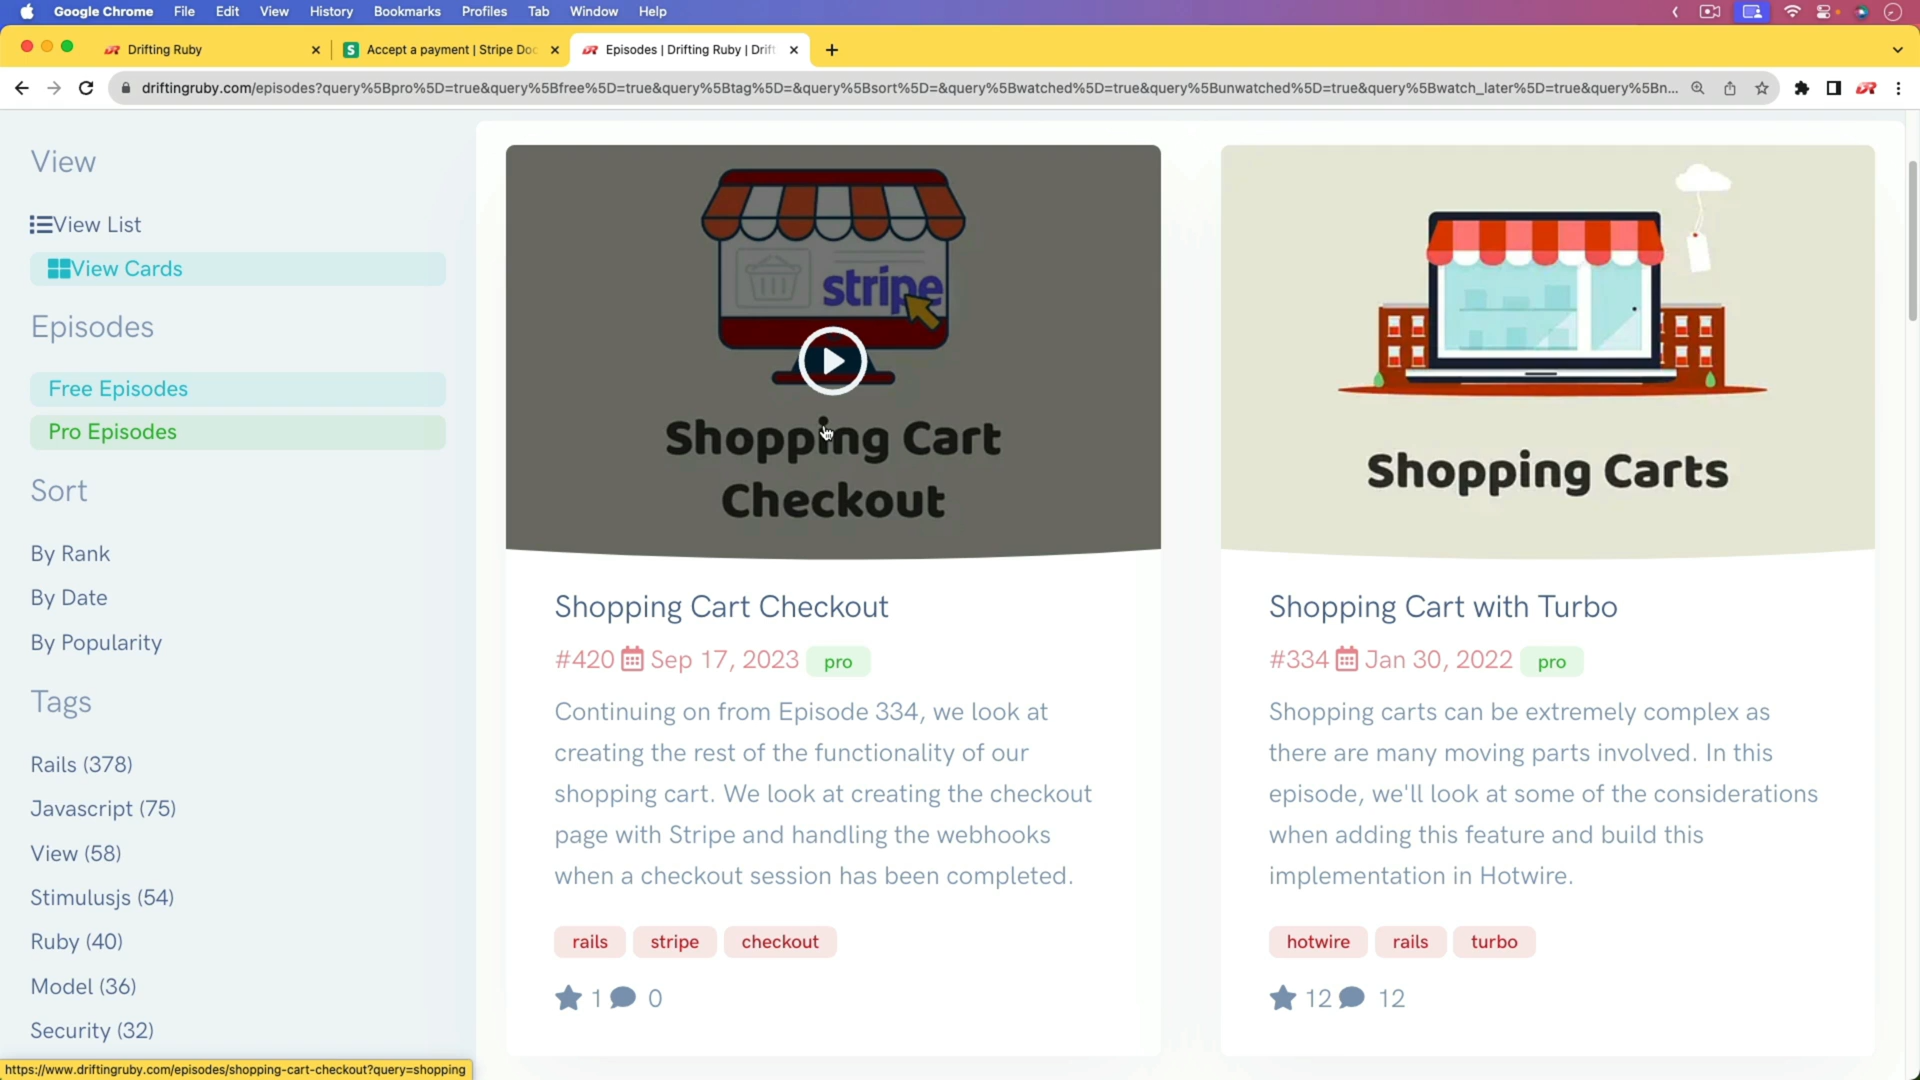 Google Chrome File Edit View History Bookmarks Profiles Tab Window Help
Drifting Ruby
Accept a payment | Stripe Doc
Episodes | Drifting Ruby | Drift
driftingruby.com/episodes?query%5Bpro%5D=true&query%5Bfree%5D=true&query%5Btag%5D=&query%5Bsort%5D=&query%5Bwatched%5D=true&query%5Bunwatched%5D=true&query%5Bwatch_later%5D=true&query%5Bn...
View
View List
View Cards
Episodes
Free Episodes
Pro Episodes
Sort
By Rank
By Date
By Popularity
Tags
Rails (378)
Javascript (75)
View (58)
Stimulusjs (54)
Ruby (40)
Model (36)
Security (32)
stripe
Shopping Cart
Checkout
Shopping Cart Checkout
#420 Sep 17, 2023 pro
Continuing on from Episode 334, we look at
creating the rest of the functionality of our
shopping cart. We look at creating the checkout
page with Stripe and handling the webhooks
when a checkout session has been completed.
rails stripe checkout
1 0
Shopping Carts
Shopping Cart with Turbo
#334 Jan 30, 2022 pro
Shopping carts can be extremely complex as
there are many moving parts involved. In this
episode, we'll look at some of the considerations
when adding this feature and build this
implementation in Hotwire.
hotwire rails turbo
12 12
https://www.driftingruby.com/episodes/shopping-cart-checkout?query=shopping